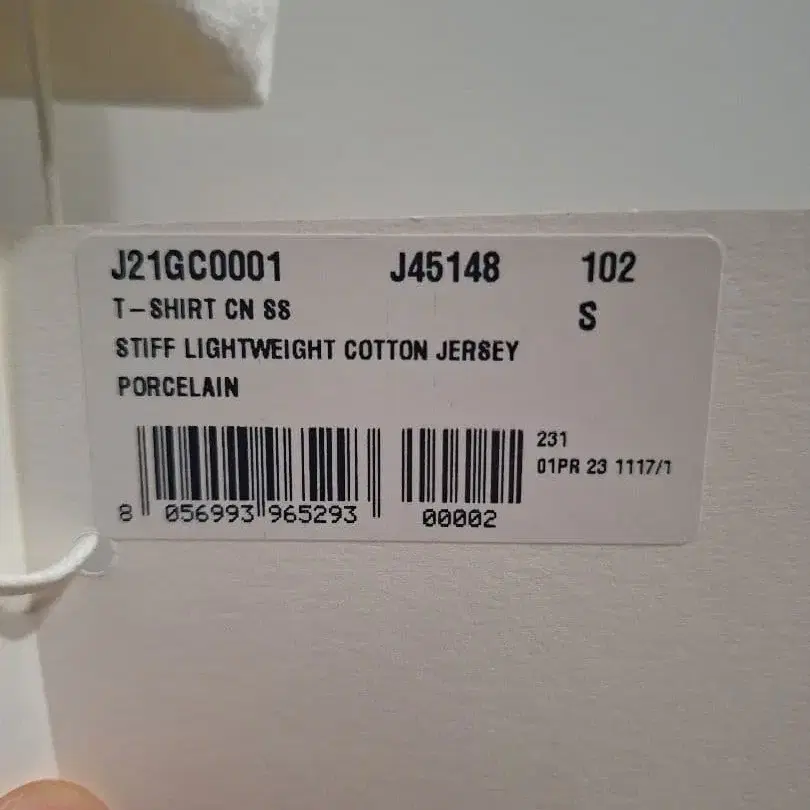 J21GC0001 J45148 102
T-SHIRT CN SS S
STIFF LIGHTWEIGHT COTTON JERSEY
PORCELAIN
231
01PR 23 1117/1
8 056993 965293 00002